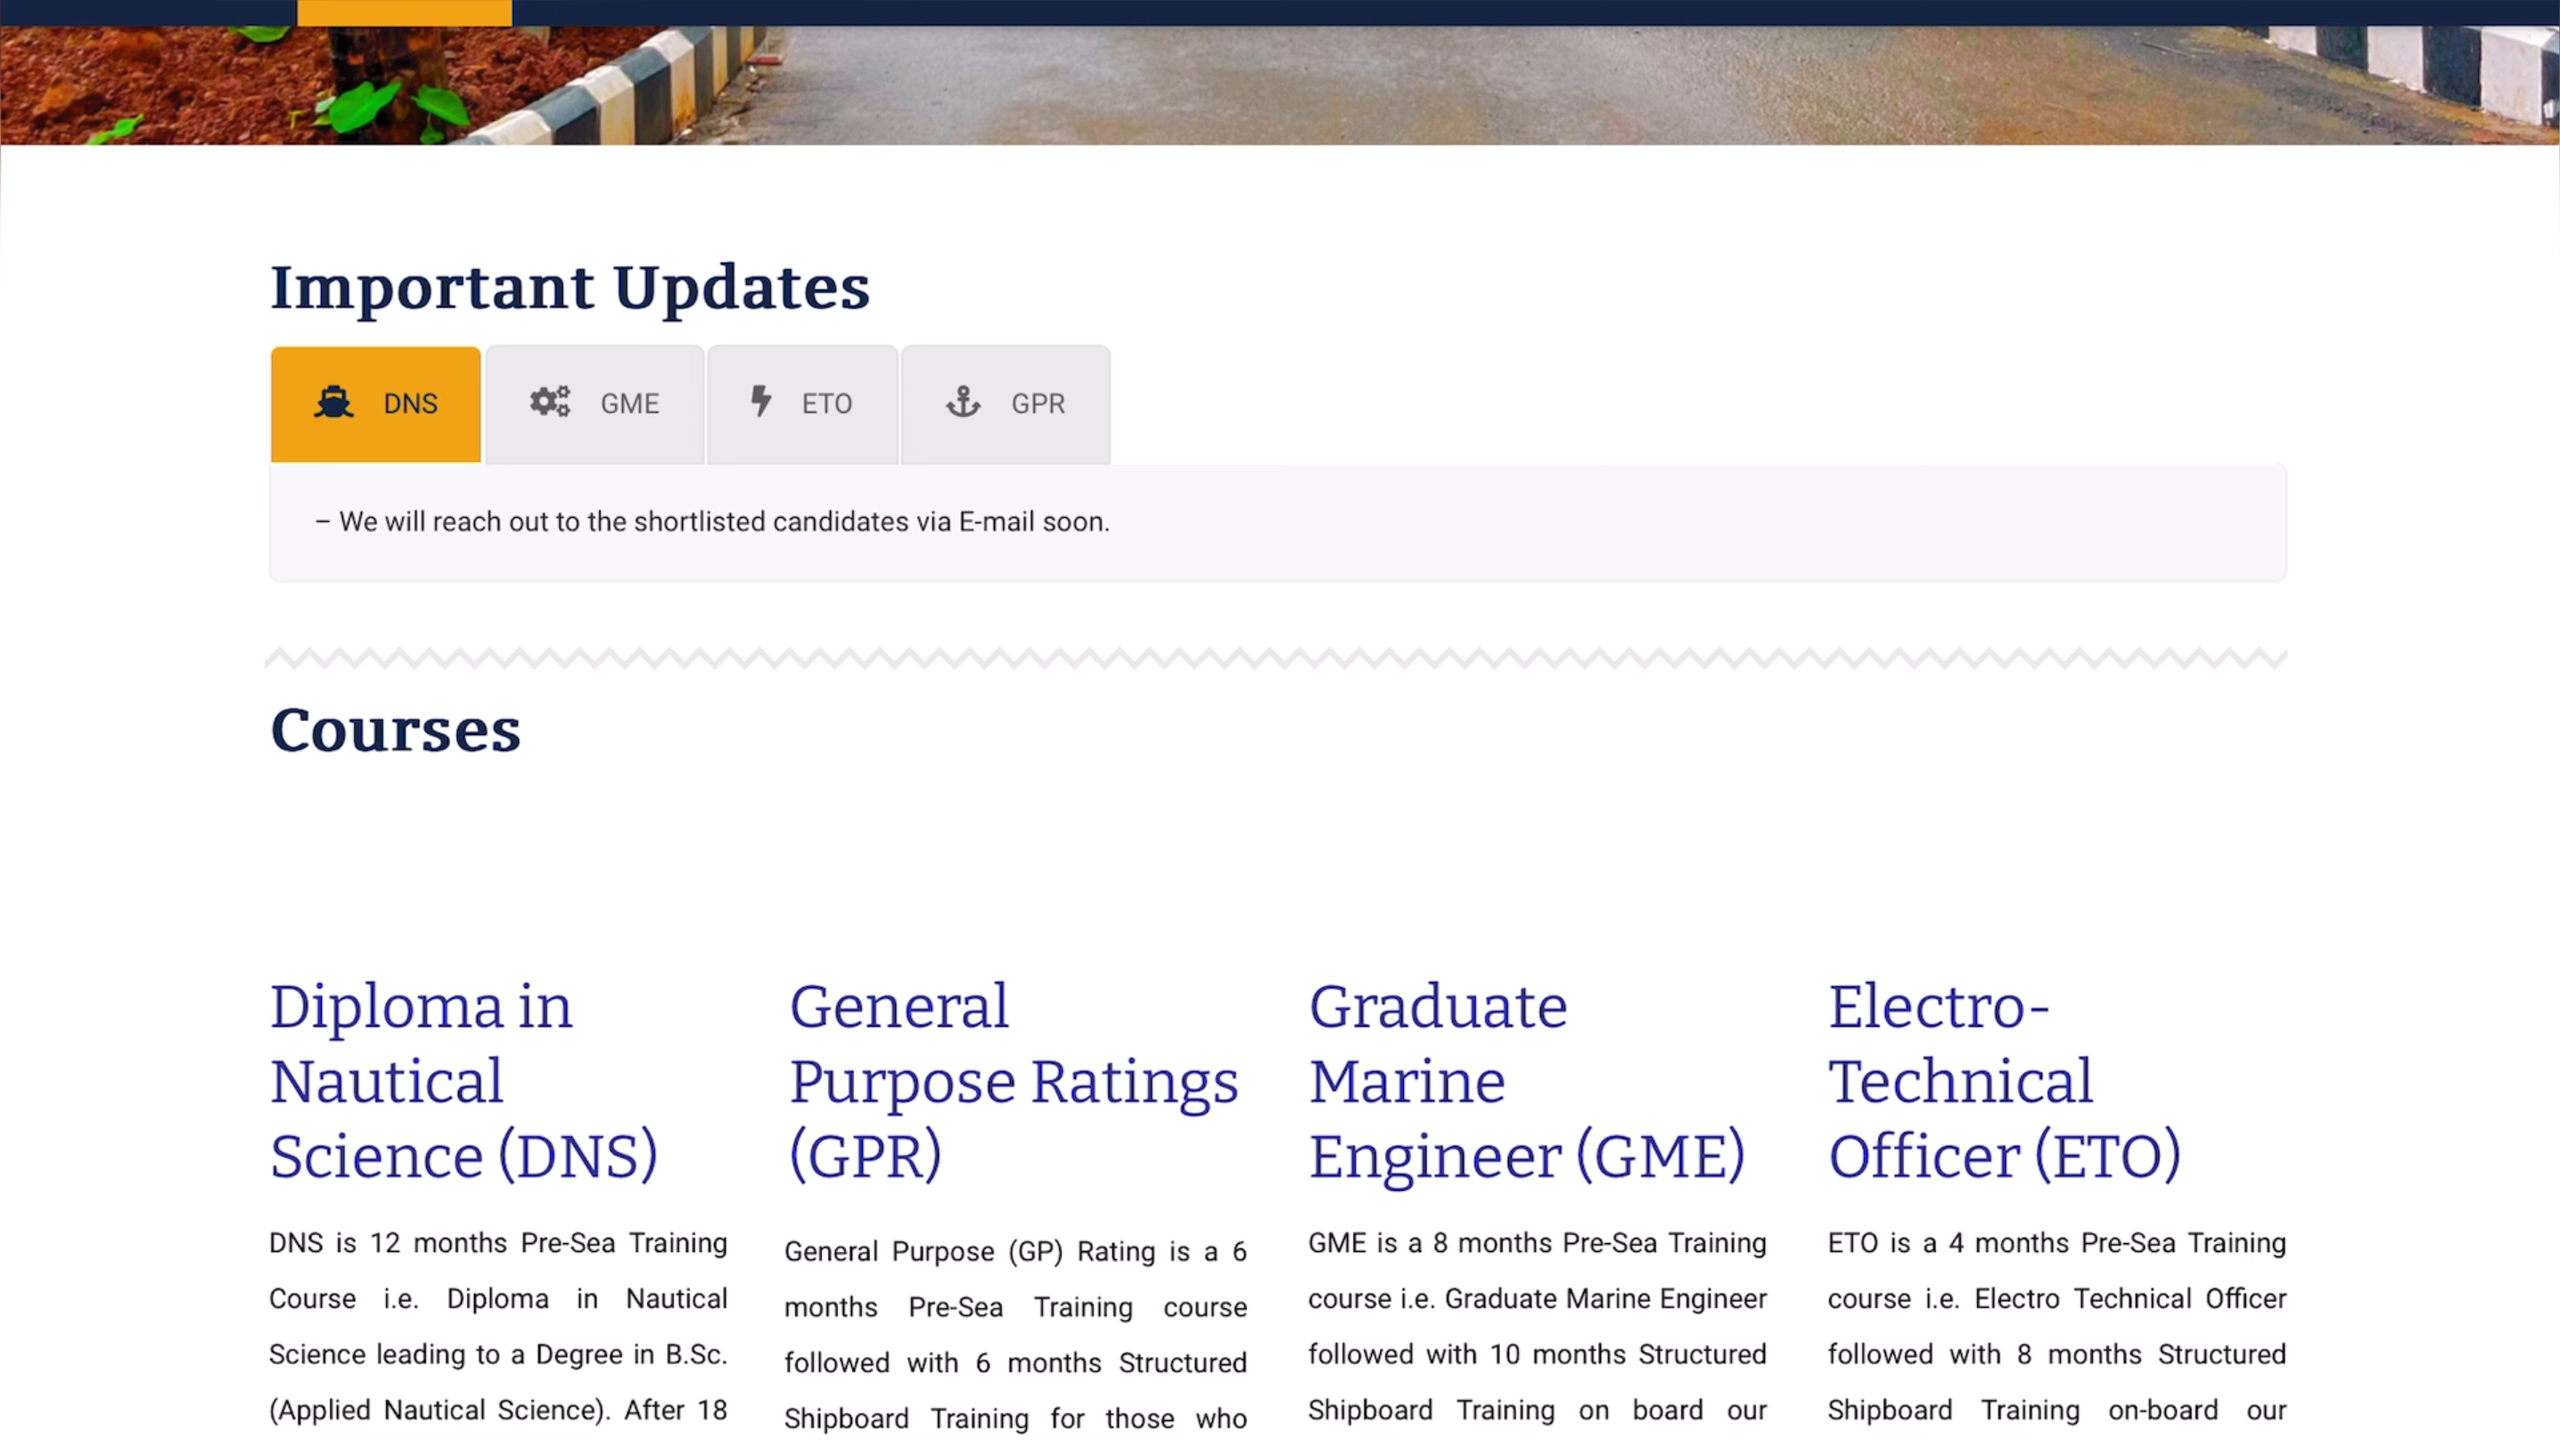 Important Updates
DNS
GME
ETO
GPR
– We will reach out to the shortlisted candidates via E-mail soon.
Courses
Diploma in
Nautical
Science (DNS)
DNS is 12 months Pre-Sea Training
Course i.e. Diploma in Nautical
Science leading to a Degree in B.Sc.
(Applied Nautical Science). After 18
General
Purpose Ratings
(GPR)
General Purpose (GP) Rating is a 6
months Pre-Sea Training course
followed with 6 months Structured
Shipboard Training for those who
Graduate
Marine
Engineer (GME)
GME is a 8 months Pre-Sea Training
course i.e. Graduate Marine Engineer
followed with 10 months Structured
Shipboard Training on board our
Electro-
Technical
Officer (ETO)
ETO is a 4 months Pre-Sea Training
course i.e. Electro Technical Officer
followed with 8 months Structured
Shipboard Training on-board our